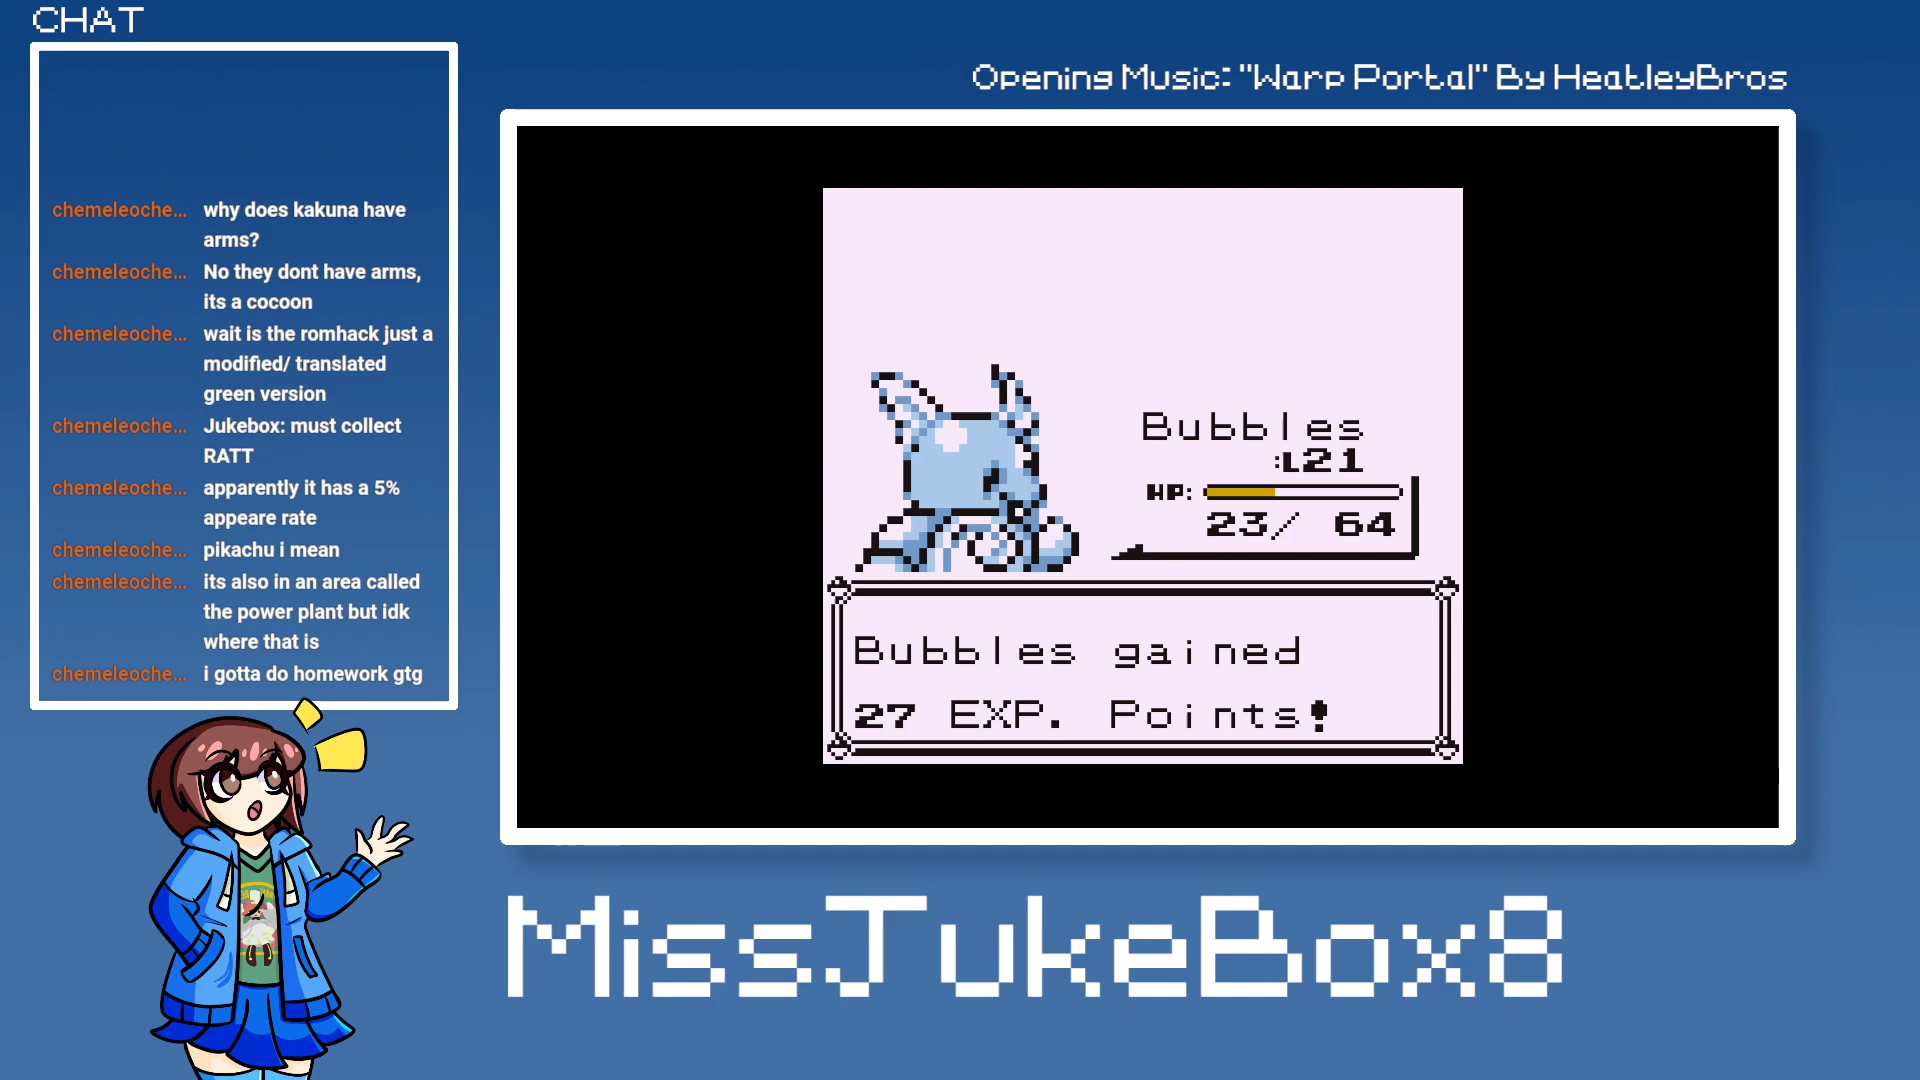 CHAT
Opening Music: "Warp Portal" By HeatleyBros
chemeleoche... why does kakuna have
arms?
chemeleoche... No they dont have arms,
its a cocoon
chemeleoche... wait is the romhack just a
modified/ translated
green version
chemeleoche... Jukebox: must collect
RATT
chemeleoche... apparently it has a 5%
appeare rate
chemeleoche... pikachu i mean
chemeleoche... its also in an area called
the power plant but idk
where that is
chemeleoche... i gotta do homework gtg
Bubbles
:L21
HP:
23/ 64
Bubbles gained
27 EXP. Points!
MissJukeBox8